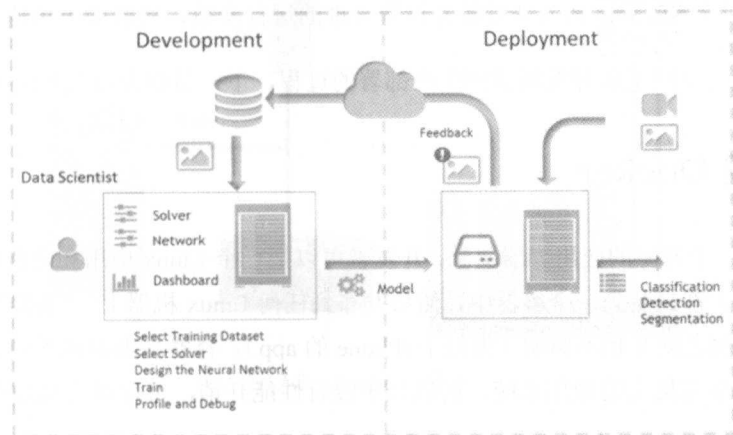 Development
Deployment
Feedback
Data Scientist
Solver
Network
Dashboard
Model
Classification
Detection
Segmentation
Select Training Dataset
Select Solver
Design the Neural Network
Train
Profile and Debug